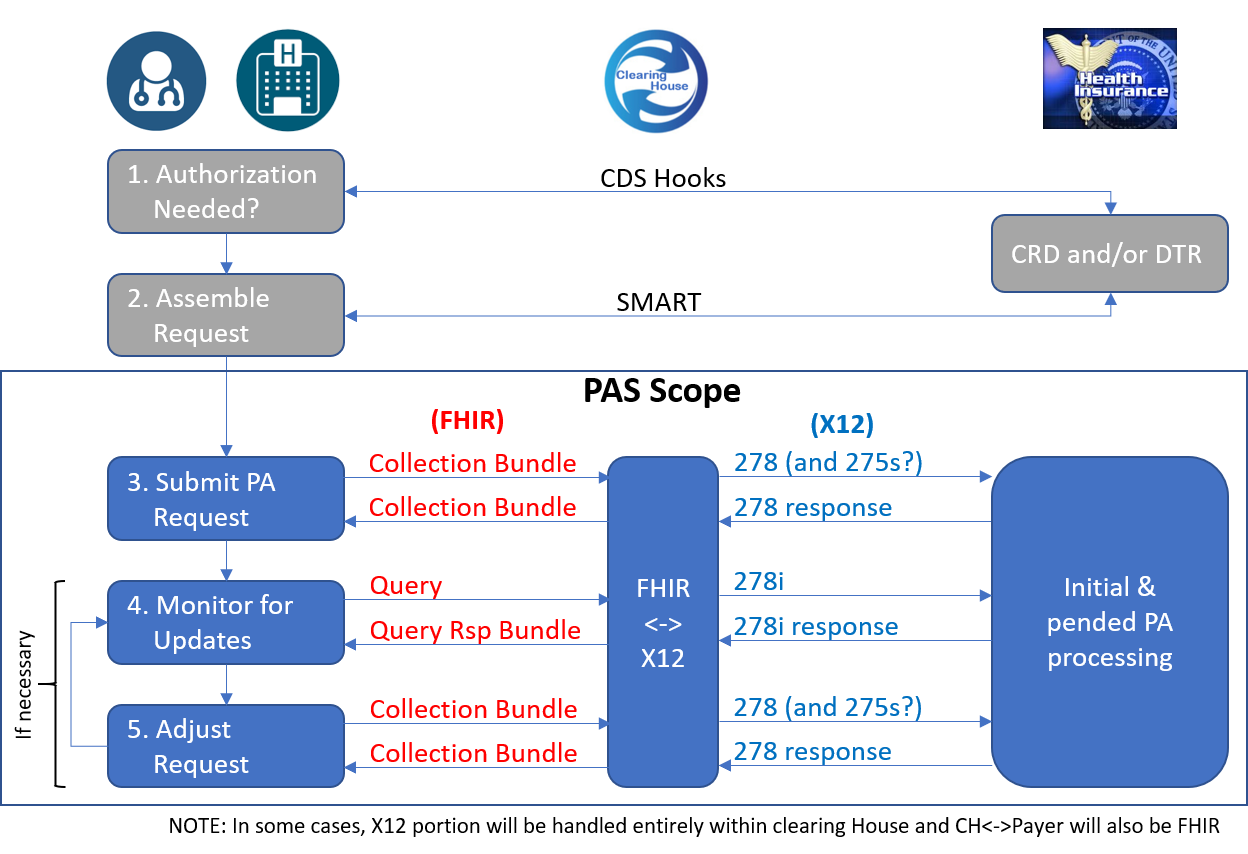 H
Clearing
House
NT OF THE UNI
Health
Insurance
1. Authorization
Needed?
CDS Hooks
CRD and/or DTR
2. Assemble
Request
SMART
PAS Scope
(FHIR)
(X12)
3. Submit PA
Request
Collection Bundle
Collection Bundle
278 (and 275s?)
278 response
4. Monitor for
Updates
Query
Query Rsp Bundle
FHIR
<->
X12
278i
278i response
Initial &
pended PA
processing
If necessary
5. Adjust
Request
Collection Bundle
Collection Bundle
278 (and 275s?)
278 response
NOTE: In some cases, X12 portion will be handled entirely within clearing House and CH<->Payer will also be FHIR